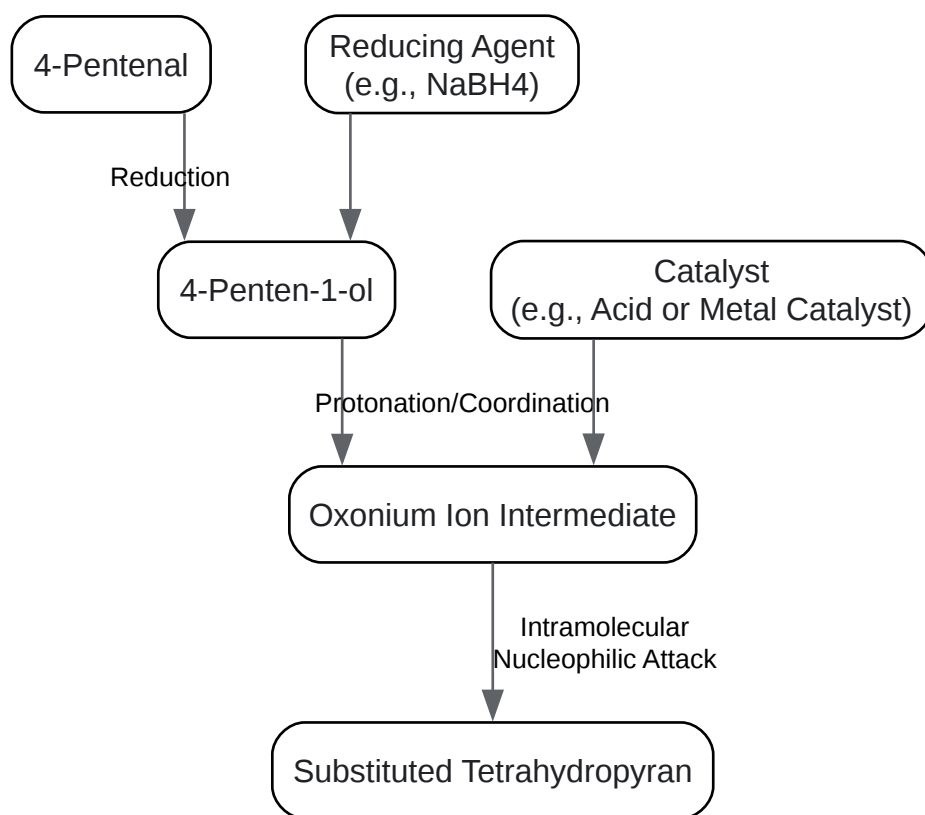 4-Pentenal
Reducing Agent
(e.g., NaBH4)
Reduction
4-Penten-1-ol
Catalyst
(e.g., Acid or Metal Catalyst)
Protonation/Coordination
Oxonium Ion Intermediate
Intramolecular
Nucleophilic Attack
Substituted Tetrahydropyran